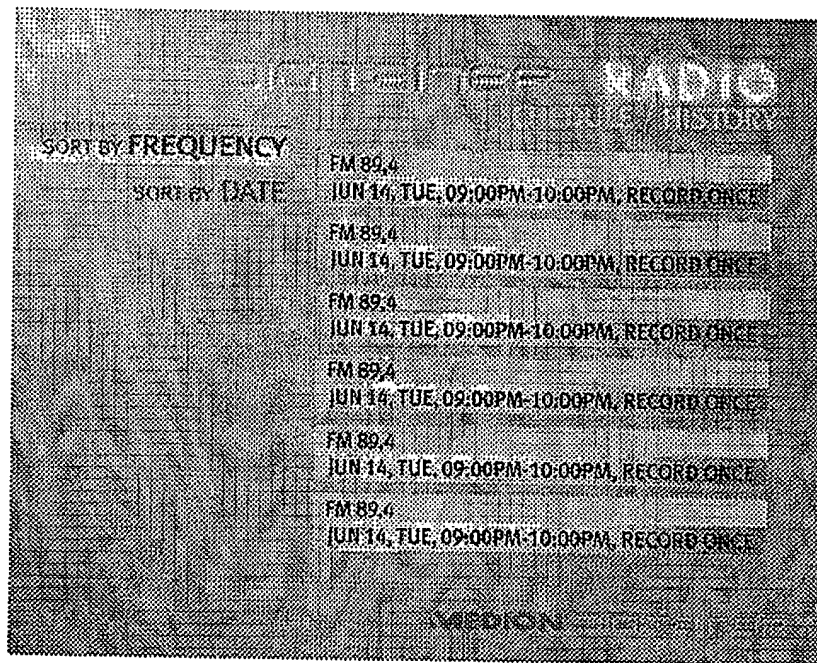 RADIO
HISTORY
SORT BY FREQUENCY
SORT BY DATE
FM 89,4
JUN 14, TUE, 09:00PM-10:00PM, RECORD ONCE
FM 89,4
JUN 14, TUE, 09:00PM-10:00PM, RECORD ONCE
FM 89,4
JUN 14, TUE, 09:00PM-10:00PM, RECORD ONCE
FM 89,4
JUN 14, TUE, 09:00PM-10:00PM, RECORD ONCE
FM 89,4
JUN 14, TUE, 09:00PM-10:00PM, RECORD ONCE
FM 89,4
JUN 14, TUE, 09:00PM-10:00PM, RECORD ONCE
MEDION